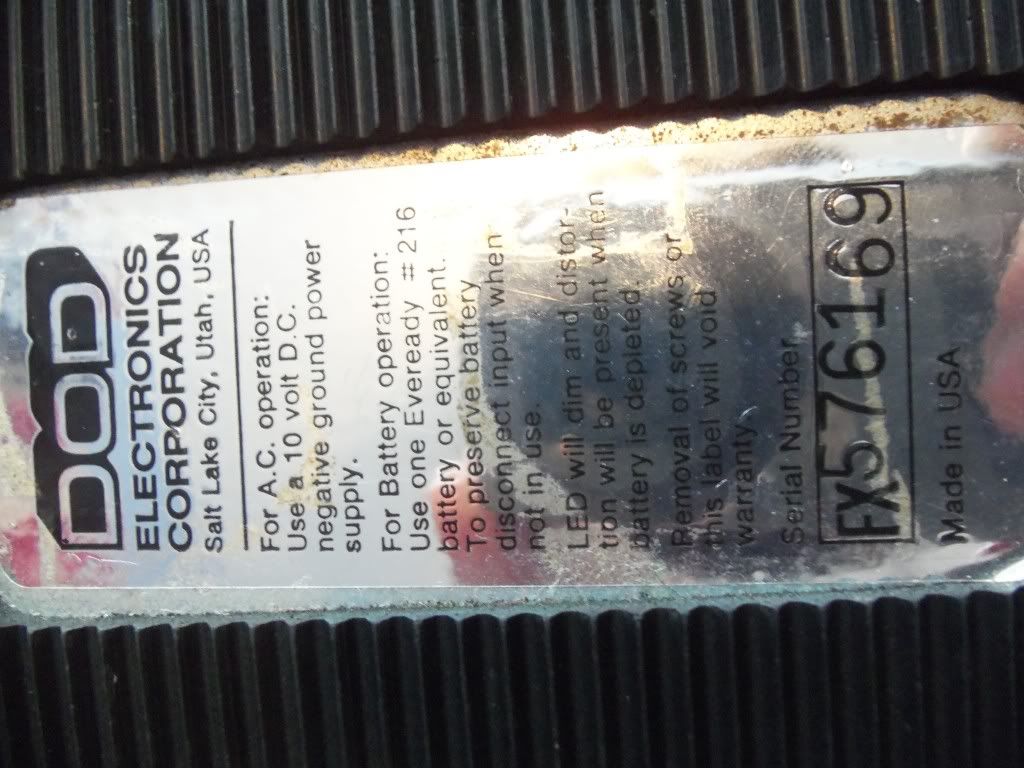 DOD
ELECTRONICS
CORPORATION
Salt Lake City, Utah, USA
For A.C. operation:
Use a 10 volt D.C.
negative ground power
supply.
For Battery operation:
Use one Eveready # 216
battery or equivalent.
To preserve battery
disconnect input when
not in use.
LED will dim and distor-
tion will be present when
battery is depleted.
Removal of screws or
this label will void
warranty.
Serial Number
FX576169
Made in USA